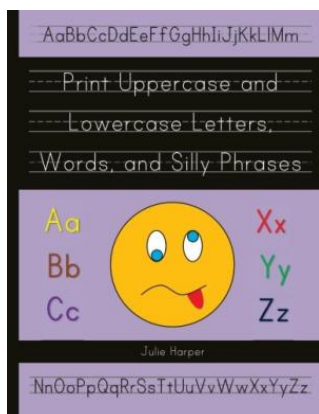 AaBbCcDdEeFfGgHhIiJjKkLlMm
Print Uppercase and
Lowercase Letters,
Words, and Silly Phrases
Aa Xx
Bb Yy
Cc Zz
Julie Harper
NnOoPpQqRrSsTtUuVvWwXxYyZz